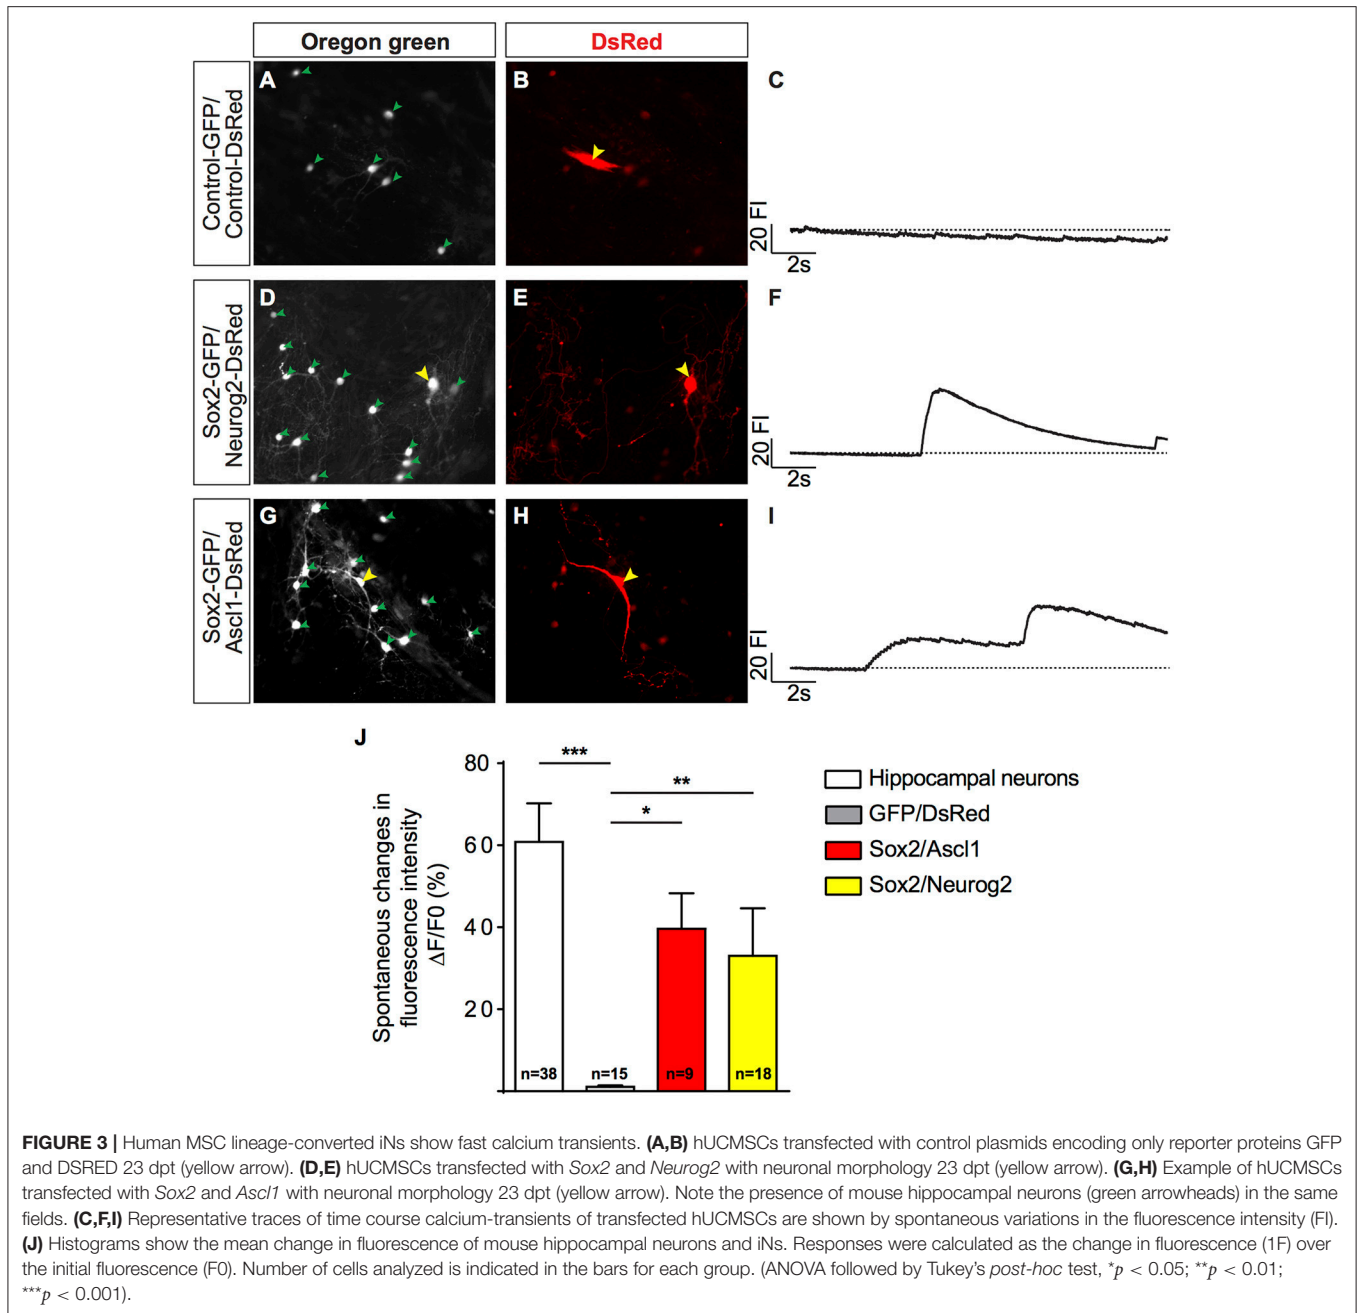 Oregon green
DsRed
Control-GFP/
Control-DsRed
A
B
C
20 FI
2s
Sox2-GFP/
Neurog2-DsRed
D
E
F
20 FI
2s
Sox2-GFP/
Ascl1-DsRed
G
H
I
20 FI
2s
J
Spontaneous changes in
fluorescence intensity
ΔF/F0 (%)
80
60
40
20
***
**
*
n=38
n=15
n=9
n=18
Hippocampal neurons
GFP/DsRed
Sox2/Ascl1
Sox2/Neurog2
FIGURE 3 | Human MSC lineage-converted iNs show fast calcium transients. (A,B) hUCMSCs transfected with control plasmids encoding only reporter proteins GFP
and DSRED 23 dpt (yellow arrow). (D,E) hUCMSCs transfected with Sox2 and Neurog2 with neuronal morphology 23 dpt (yellow arrow). (G,H) Example of hUCMSCs
transfected with Sox2 and Ascl1 with neuronal morphology 23 dpt (yellow arrow). Note the presence of mouse hippocampal neurons (green arrowheads) in the same
fields. (C,F,I) Representative traces of time course calcium-transients of transfected hUCMSCs are shown by spontaneous variations in the fluorescence intensity (FI).
(J) Histograms show the mean change in fluorescence of mouse hippocampal neurons and iNs. Responses were calculated as the change in fluorescence (1F) over
the initial fluorescence (F0). Number of cells analyzed is indicated in the bars for each group. (ANOVA followed by Tukey's post-hoc test, *p < 0.05; **p < 0.01;
***p < 0.001).